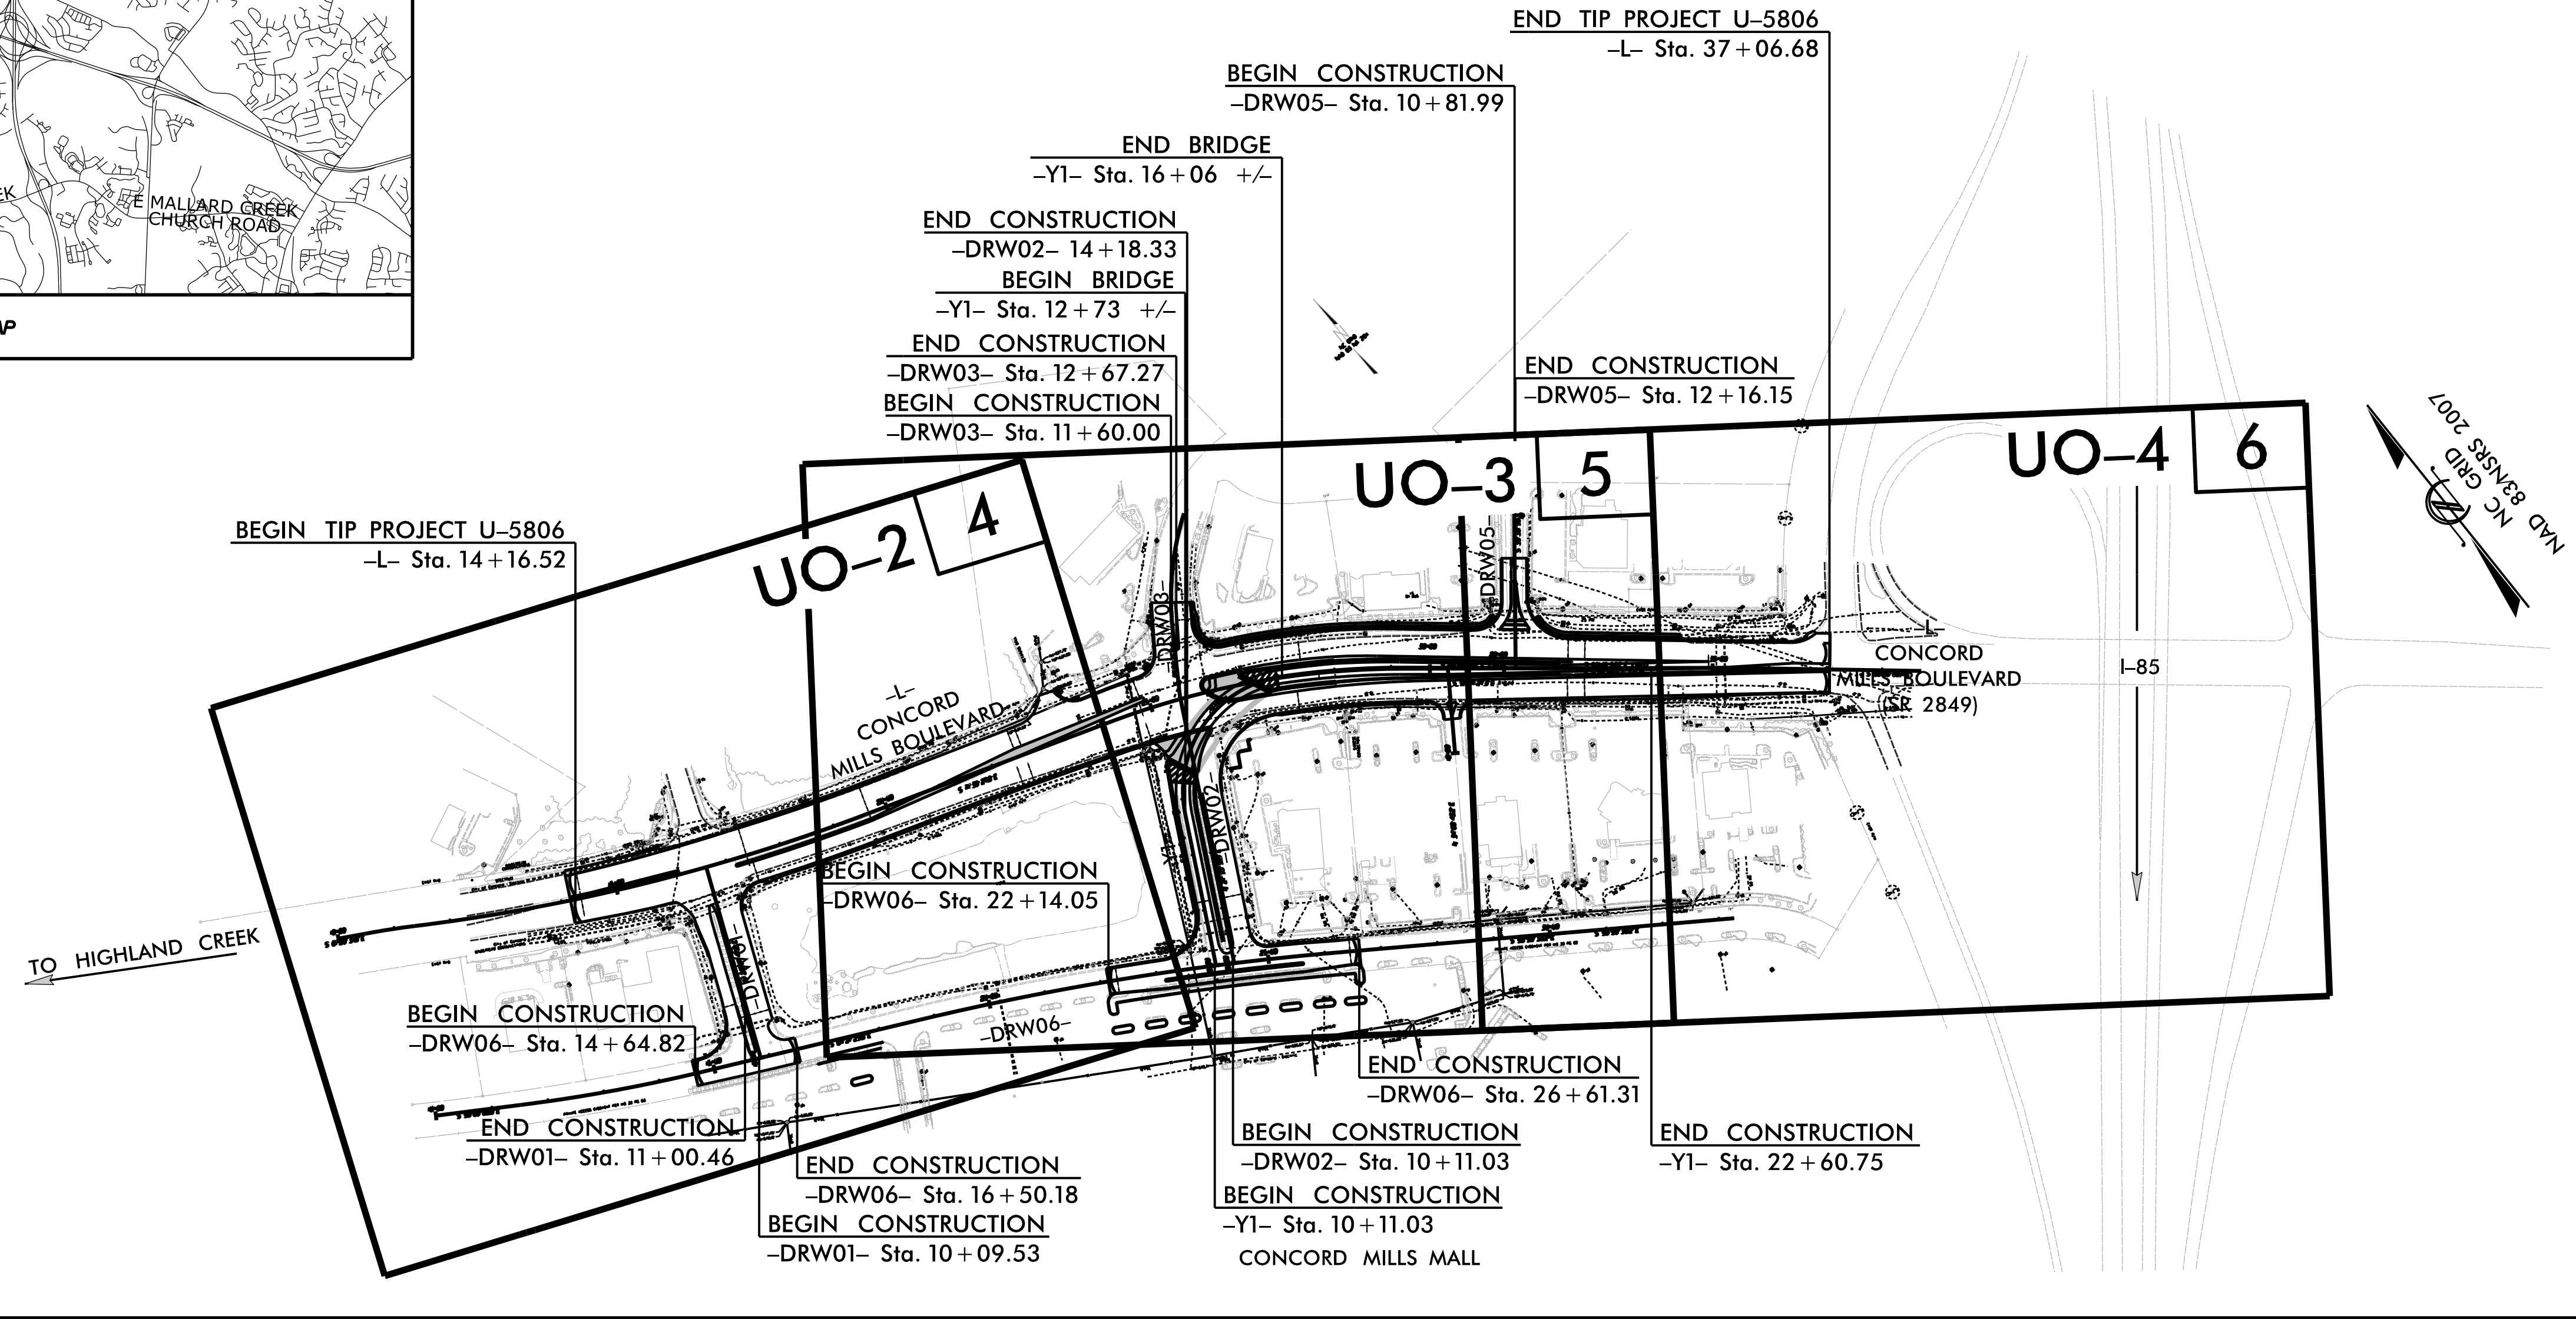 END TIP PROJECT U–5806
–L– Sta. 37+06.68
BEGIN CONSTRUCTION
–DRW05– Sta. 10+81.99
END BRIDGE
–Y1– Sta. 16+06 +/–
END CONSTRUCTION
–DRW02– 14+18.33
BEGIN BRIDGE
–Y1– Sta. 12+73 +/–
END CONSTRUCTION
–DRW03– Sta. 12+67.27
BEGIN CONSTRUCTION
–DRW03– Sta. 11+60.00
END CONSTRUCTION
–DRW05– Sta. 12+16.15
E MALLARD CREEK
CHURCH ROAD
EK
AP
NC GRID
NAD 83/NSRS 2007
UO–2
4
UO–3
5
UO–4
6
BEGIN TIP PROJECT U–5806
–L– Sta. 14+16.52
–DRW05–
–DRW03–
–L–
CONCORD
MILLS BOULEVARD
–L–
CONCORD
MILLS BOULEVARD
(SR 2849)
I–85
–Y1–
–DRW02–
BEGIN CONSTRUCTION
–DRW06– Sta. 22+14.05
TO HIGHLAND CREEK
–DRW01–
–DRW06–
BEGIN CONSTRUCTION
–DRW06– Sta. 14+64.82
END CONSTRUCTION
–DRW06– Sta. 26+61.31
END CONSTRUCTION
–DRW01– Sta. 11+00.46
BEGIN CONSTRUCTION
–DRW02– Sta. 10+11.03
END CONSTRUCTION
–Y1– Sta. 22+60.75
END CONSTRUCTION
–DRW06– Sta. 16+50.18
BEGIN CONSTRUCTION
–Y1– Sta. 10+11.03
BEGIN CONSTRUCTION
–DRW01– Sta. 10+09.53
CONCORD MILLS MALL